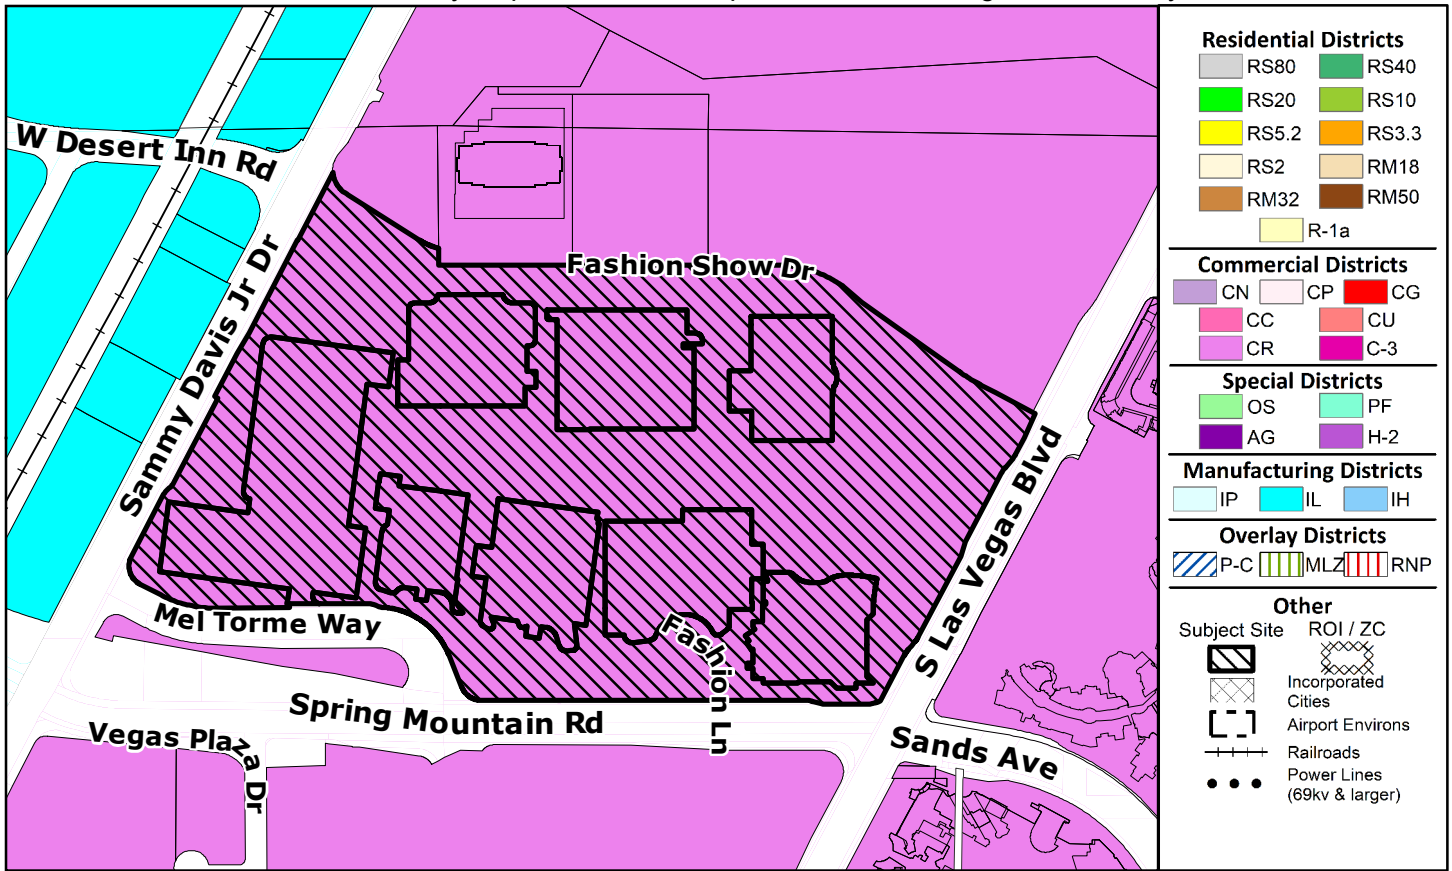 W Desert Inn Rd
Fashion Show Dr
Sammy Davis Jr Dr
S Las Vegas Blvd
Mel Torme Way
Fashion Ln
Spring Mountain Rd
Vegas Plaza Dr
Sands Ave
Residential Districts
RS80 RS40
RS20 RS10
RS5.2 RS3.3
RS2 RM18
RM32 RM50
R-1a
Commercial Districts
CN CP CG
CC CU
CR C-3
Special Districts
OS PF
AG H-2
Manufacturing Districts
IP IL IH
Overlay Districts
P-C MLZ RNP
Other
Subject Site ROI / ZC
Incorporated
Cities
Airport Environs
Railroads
Power Lines
(69kv & larger)